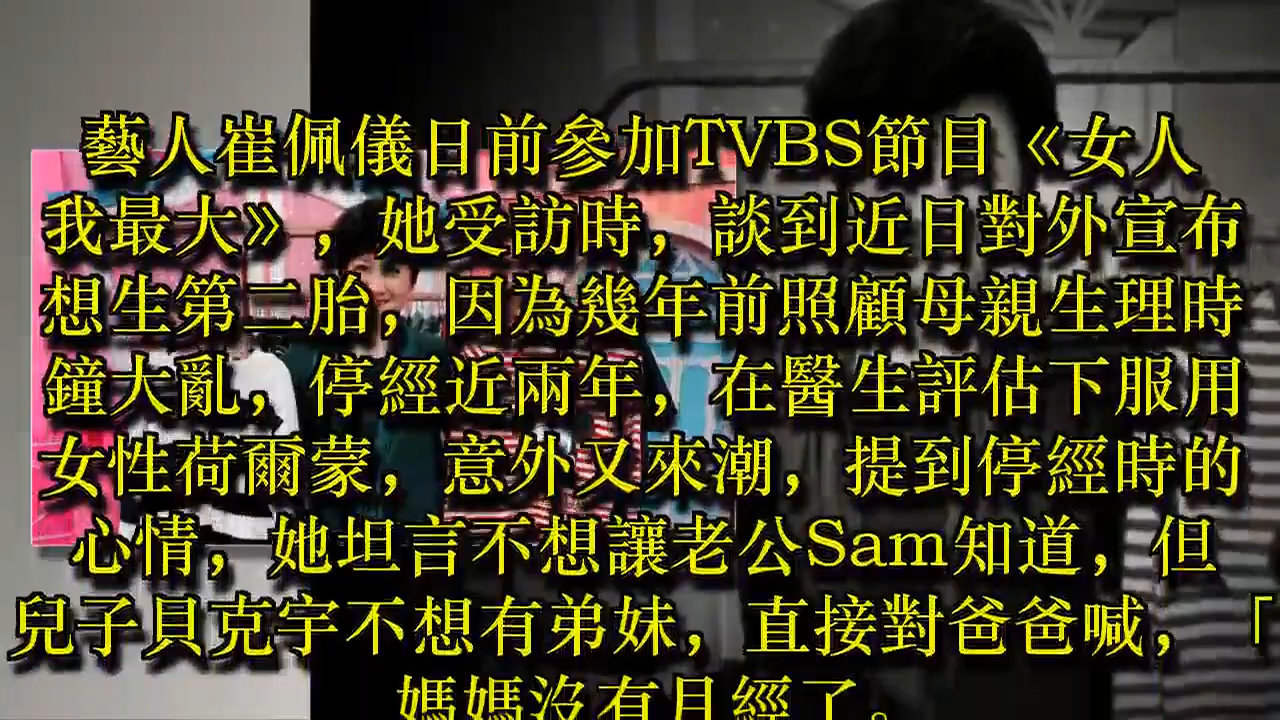 藝人崔佩儀日前參加TVBS節目《女人
我最大》，她受訪時，談到近日對外宣布
想生第二胎，因為幾年前照顧母親生理時
鐘大亂，停經近兩年，在醫生評估下服用
女性荷爾蒙，意外又來潮，提到停經時的
心情，她坦言不想讓老公Sam知道，但
兒子貝克宇不想有弟妹，直接對爸爸喊，「
媽媽沒有月經了。